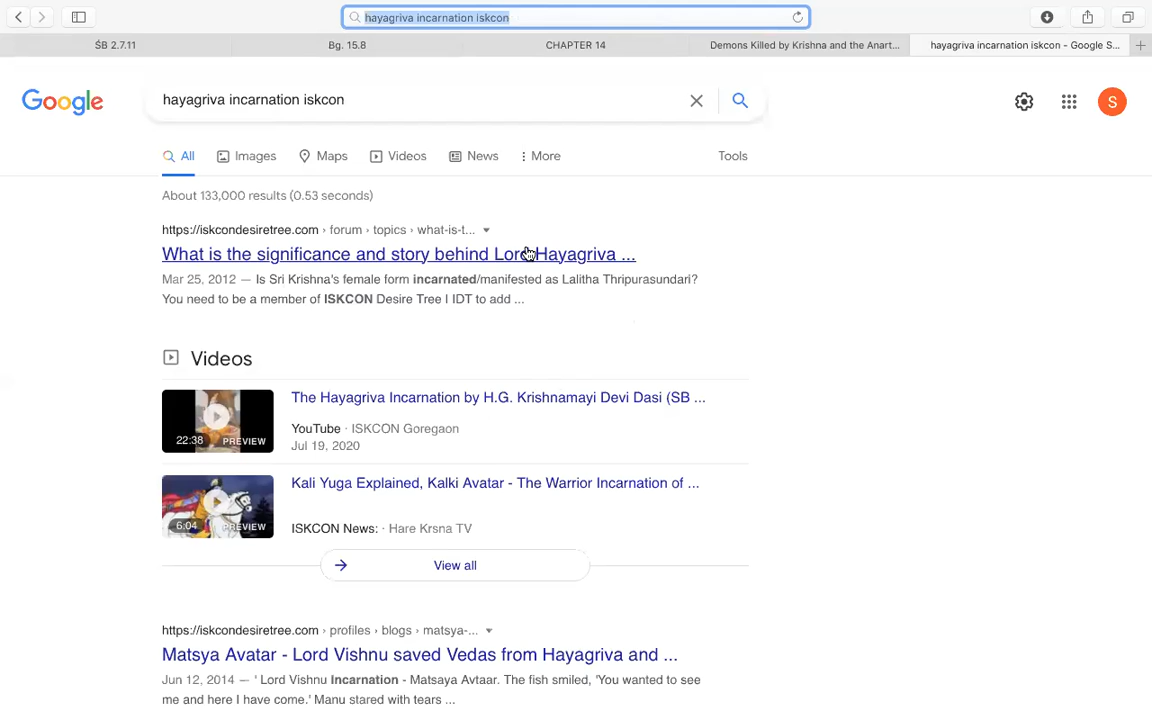 hayagriva incarnation iskcon
ŚB 2.7.11
Bg. 15.8
CHAPTER 14
Demons Killed by Krishna and the Anart...
hayagriva incarnation iskcon - Google S...
Google
hayagriva incarnation iskcon
S
All
Images
Maps
Videos
News
More
Tools
About 133,000 results (0.53 seconds)
https://iskcondesiretree.com › forum › topics › what-is-t...
What is the significance and story behind Lord Hayagriva ...
Mar 25, 2012 — Is Sri Krishna's female form incarnated/manifested as Lalitha Thripurasundari?
You need to be a member of ISKCON Desire Tree I IDT to add ...
Videos
The Hayagriva Incarnation by H.G. Krishnamayi Devi Dasi (SB ...
22:38 PREVIEW
YouTube · ISKCON Goregaon
Jul 19, 2020
Kali Yuga Explained, Kalki Avatar - The Warrior Incarnation of ...
6:04 PREVIEW
ISKCON News: · Hare Krsna TV
View all
https://iskcondesiretree.com › profiles › blogs › matsya-...
Matsya Avatar - Lord Vishnu saved Vedas from Hayagriva and ...
Jun 12, 2014 — ' Lord Vishnu Incarnation - Matsaya Avtaar. The fish smiled, 'You wanted to see
me and here I have come.' Manu stared with tears ...